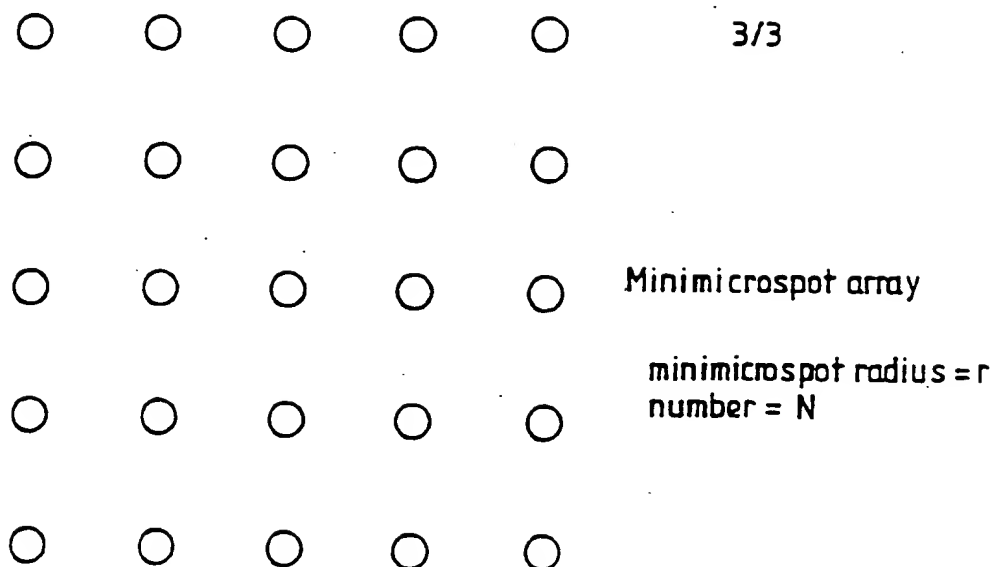 3/3
Minimicrospot array
minimicrospot radius = r
number = N